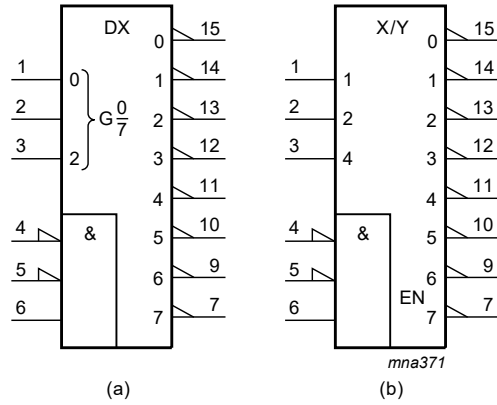 DX
0 15
1 0 1 14
2 G 0/7 2 13
3 2 3 12
4 11
4 & 5 10
5 6 9
6 7 7
(a)
X/Y
0 15
1 1 1 14
2 2 2 13
3 4 3 12
4 11
4 & 5 10
5 6 9
6 EN 7 7
mna371
(b)